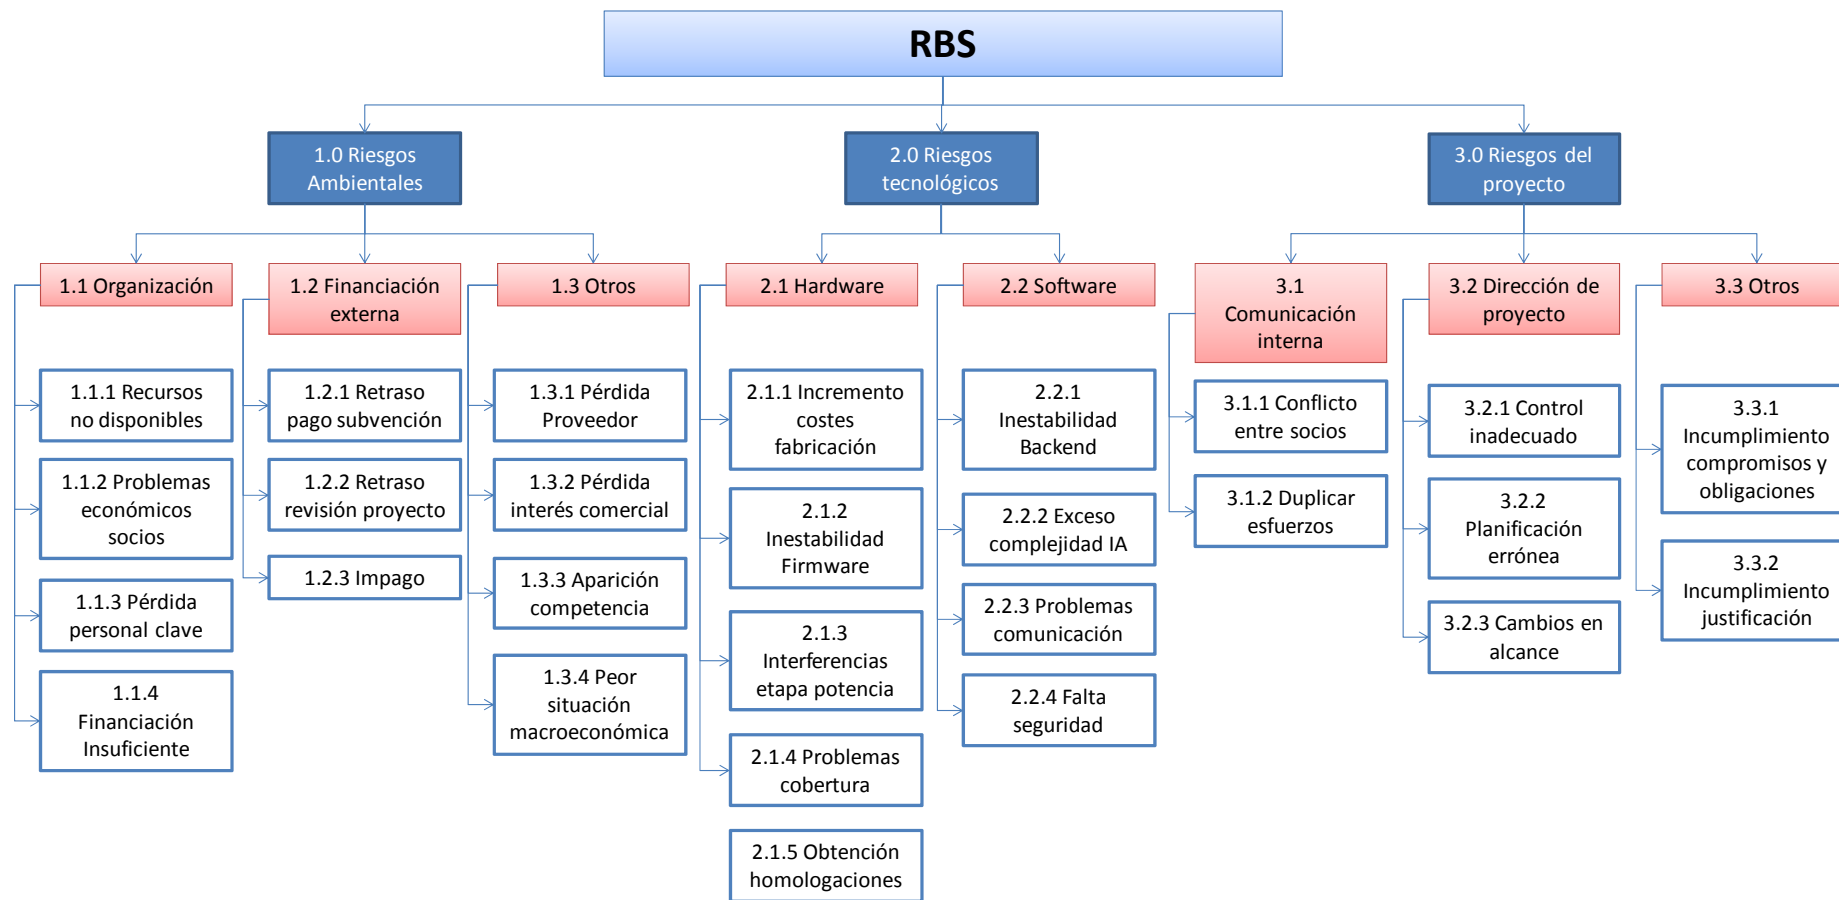 RBS
1.0 Riesgos
Ambientales
2.0 Riesgos
tecnológicos
3.0 Riesgos del
proyecto
1.1 Organización
1.2 Financiación
externa
1.3 Otros
2.1 Hardware
2.2 Software
3.1
Comunicación
interna
3.2 Dirección de
proyecto
3.3 Otros
1.1.1 Recursos
no disponibles
1.1.2 Problemas
económicos
socios
1.1.3 Pérdida
personal clave
1.1.4
Financiación
Insuficiente
1.2.1 Retraso
pago subvención
1.2.2 Retraso
revisión proyecto
1.2.3 Impago
1.3.1 Pérdida
Proveedor
1.3.2 Pérdida
interés comercial
1.3.3 Aparición
competencia
1.3.4 Peor
situación
macroeconómica
2.1.1 Incremento
costes
fabricación
2.1.2
Inestabilidad
Firmware
2.1.3
Interferencias
etapa potencia
2.1.4 Problemas
cobertura
2.1.5 Obtención
homologaciones
2.2.1
Inestabilidad
Backend
2.2.2 Exceso
complejidad IA
2.2.3 Problemas
comunicación
2.2.4 Falta
seguridad
3.1.1 Conflicto
entre socios
3.1.2 Duplicar
esfuerzos
3.2.1 Control
inadecuado
3.2.2
Planificación
errónea
3.2.3 Cambios en
alcance
3.3.1
Incumplimiento
compromisos y
obligaciones
3.3.2
Incumplimiento
justificación